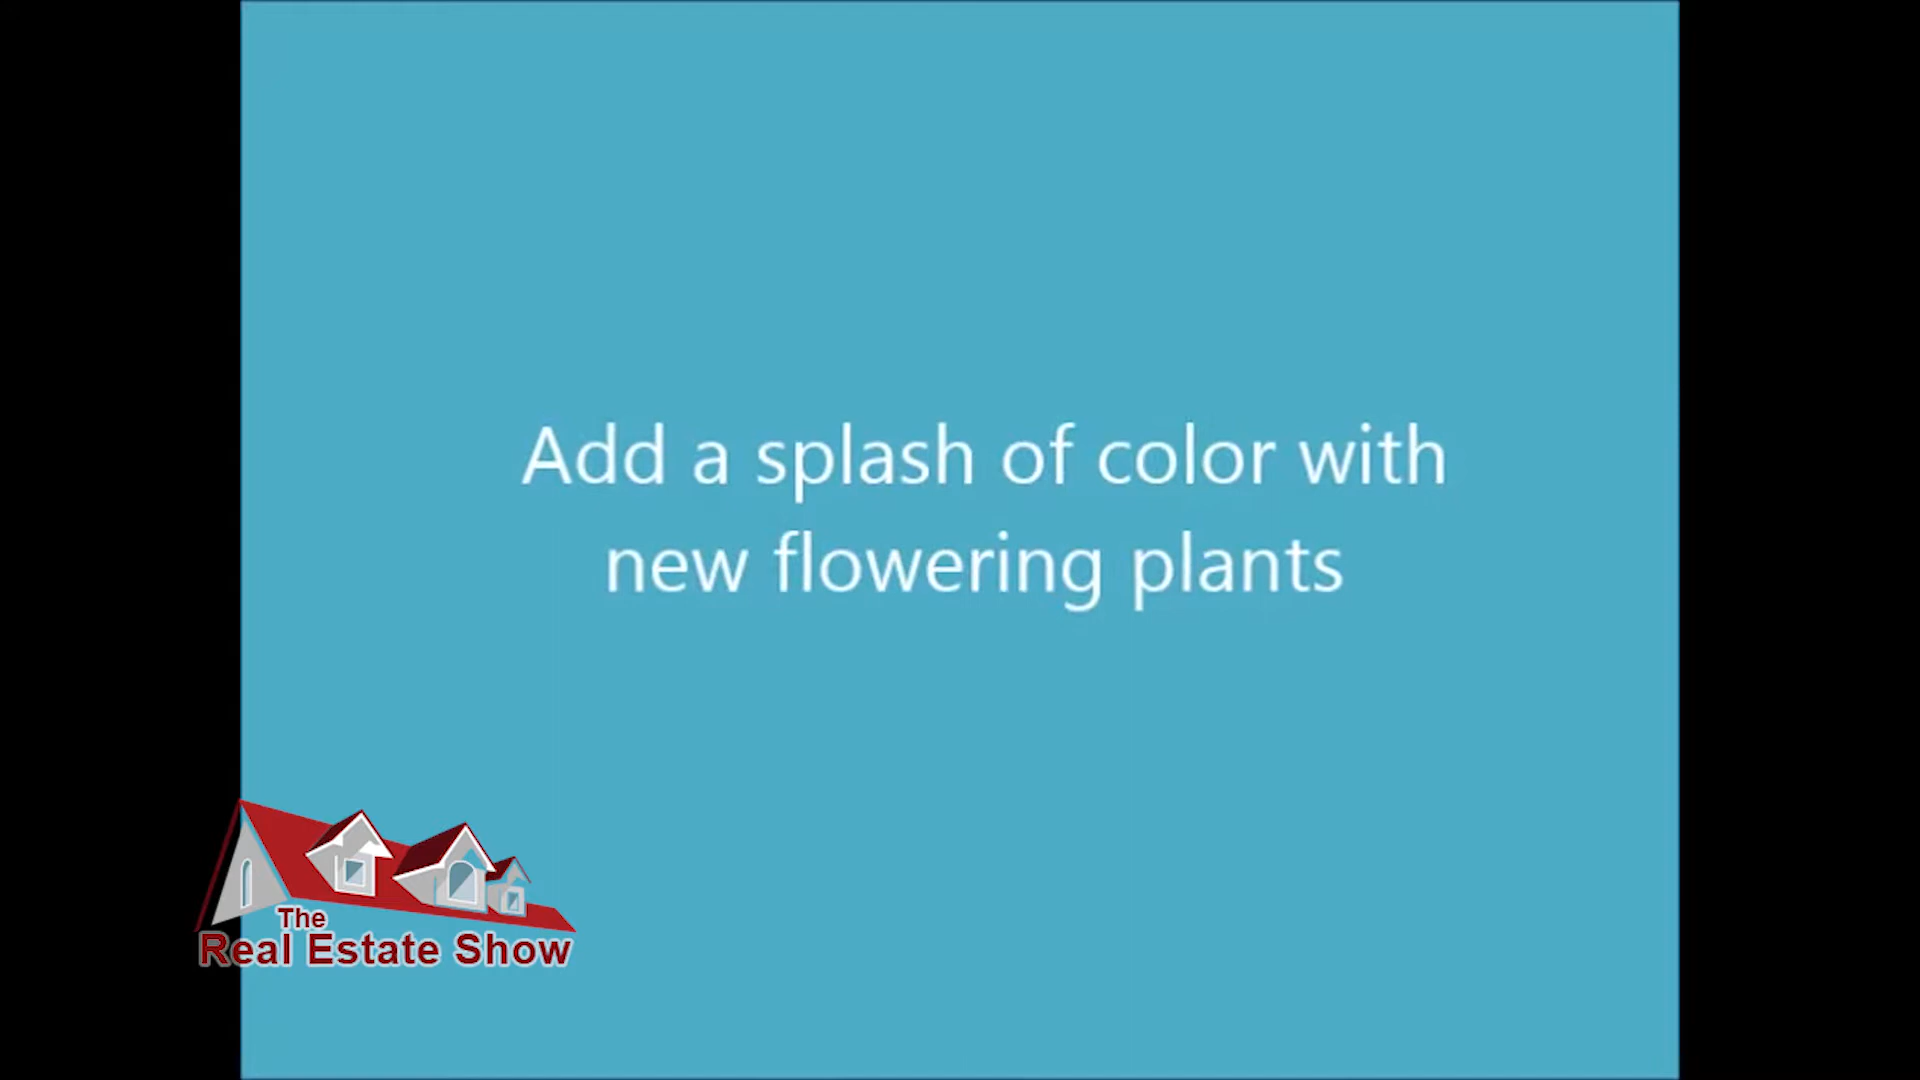 Add a splash of color with
new flowering plants
The
Real Estate Show